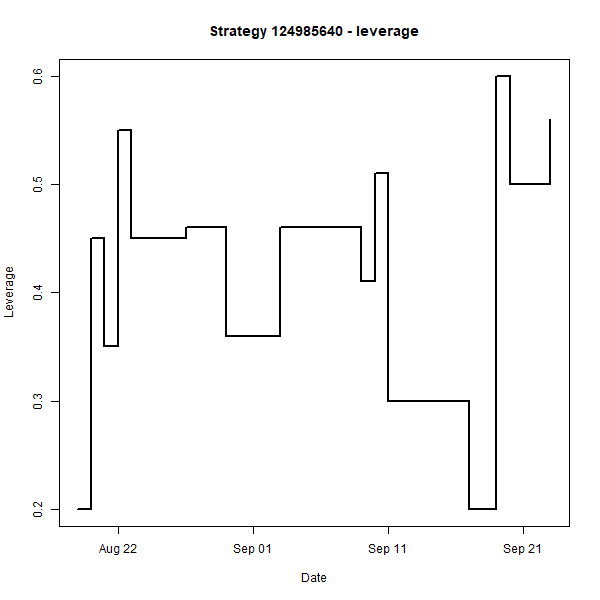 Strategy 124985640 - leverage
0.6
0.5
0.4
0.3
0.2
Leverage
Aug 22 Sep 01 Sep 11 Sep 21
Date